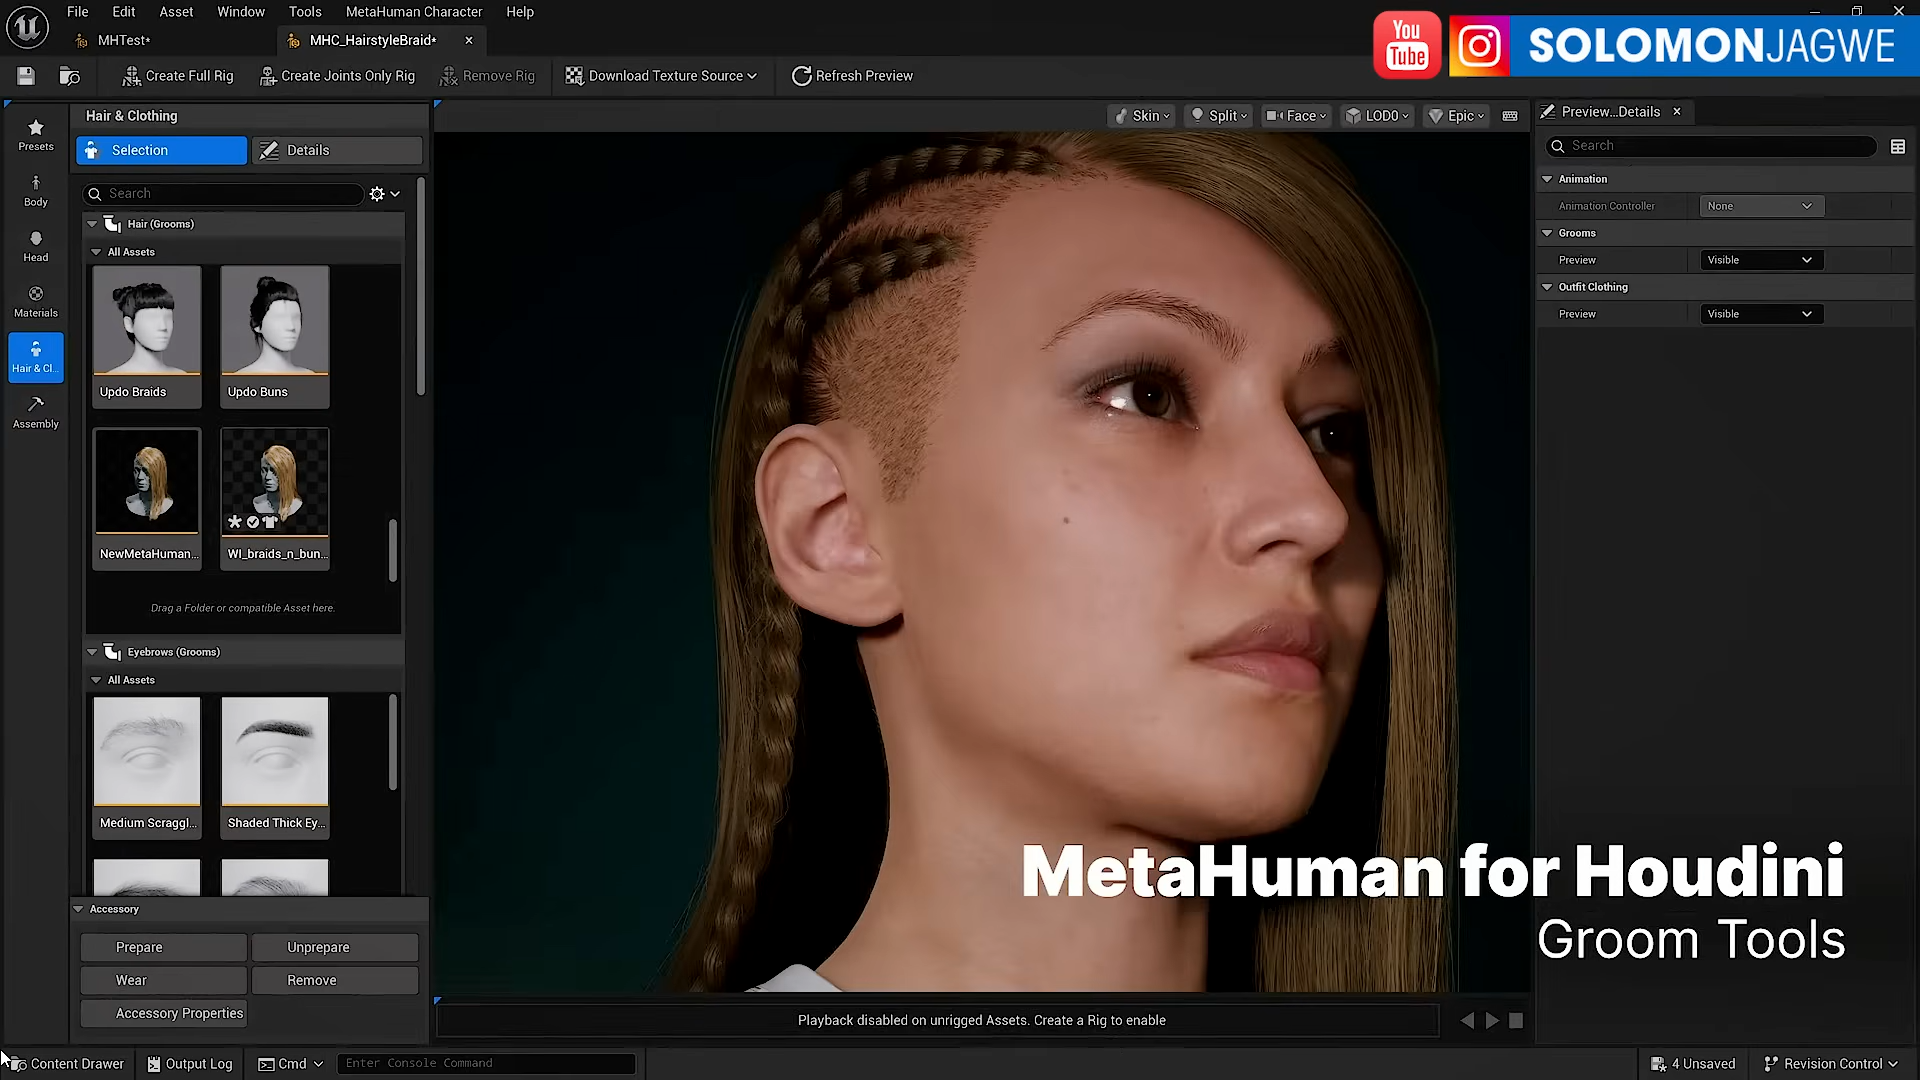 File Edit Asset Window Tools MetaHuman Character Help
MHTest*
MHC_HairstyleBraid*
You
Tube
SOLOMONJAGWE
Create Full Rig
Create Joints Only Rig
Remove Rig
Download Texture Source
Refresh Preview
Presets
Body
Head
Materials
Hair & Cl...
Assembly
Hair & Clothing
Selection
Details
Search
Hair (Grooms)
All Assets
Updo Braids
Updo Buns
NewMetaHuman...
WI_braids_n_bun...
Drag a Folder or compatible Asset here.
Eyebrows (Grooms)
All Assets
Medium Scraggl...
Shaded Thick Ey...
Accessory
Prepare
Unprepare
Wear
Remove
Accessory Properties
Skin
Split
Face
LOD0
Epic
MetaHuman for Houdini
Groom Tools
Playback disabled on unrigged Assets. Create a Rig to enable
Preview...Details
Search
Animation
Animation Controller
None
Grooms
Preview
Visible
Outfit Clothing
Preview
Visible
Content Drawer
Output Log
Cmd
Enter Console Command
4 Unsaved
Revision Control